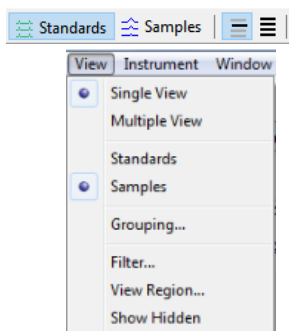 Standards Samples
View Instrument Window
Single View
Multiple View
Standards
Samples
Grouping...
Filter...
View Region...
Show Hidden